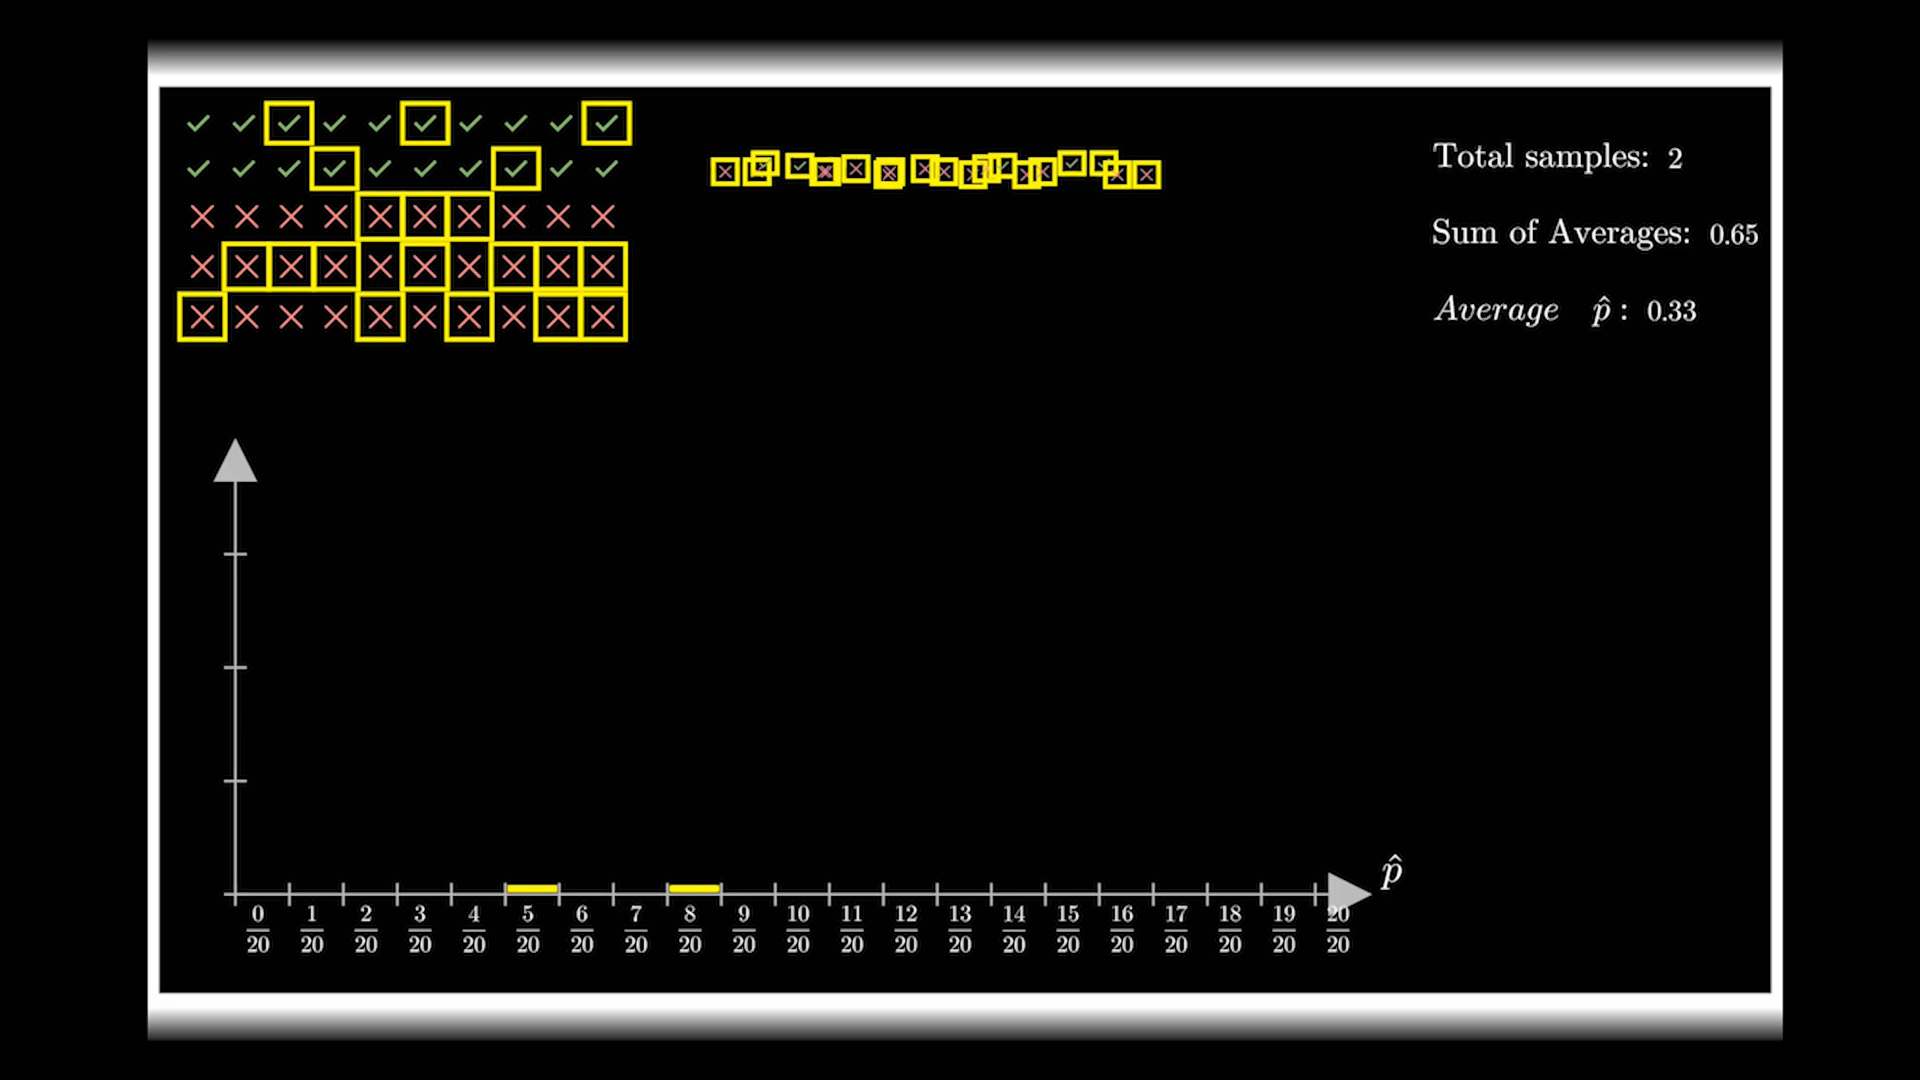 Total samples: 2
Sum of Averages: 0.65
Average p̂ : 0.33
p̂
0/20 1/20 2/20 3/20 4/20 5/20 6/20 7/20 8/20 9/20 10/20 11/20 12/20 13/20 14/20 15/20 16/20 17/20 18/20 19/20 20/20